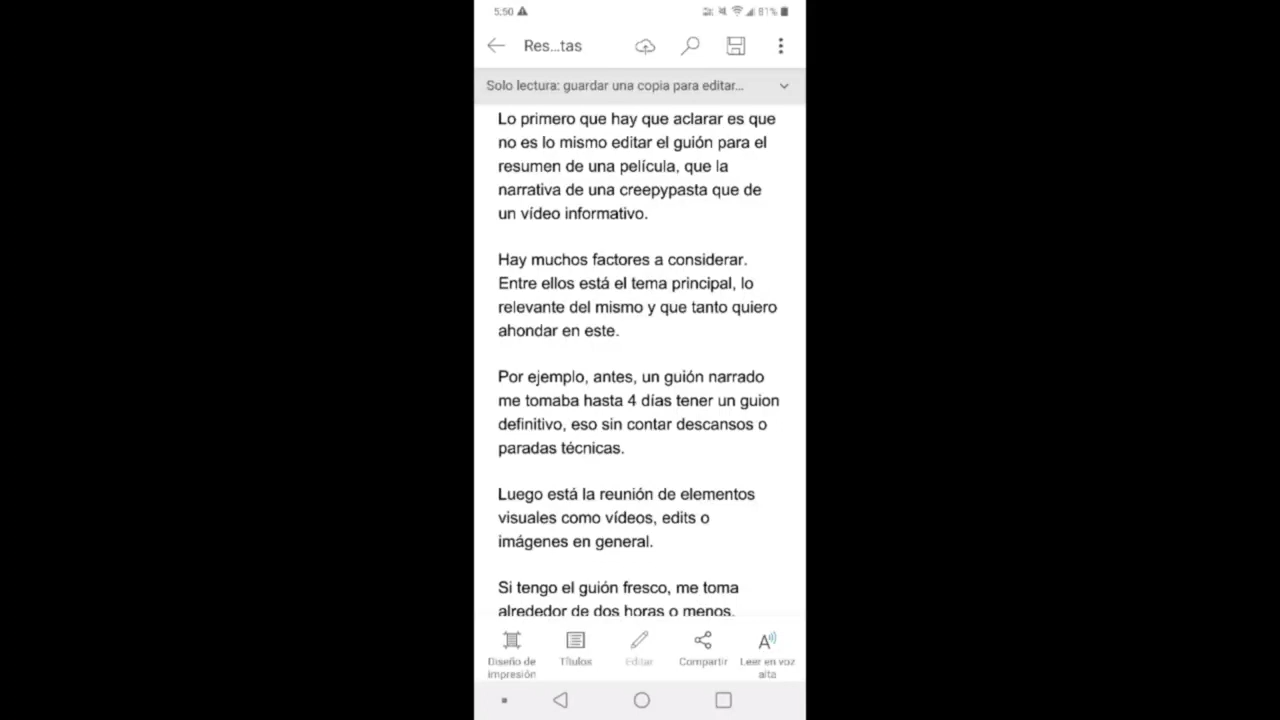 5:50
81%
Res...tas
Solo lectura: guardar una copia para editar...
Lo primero que hay que aclarar es que
no es lo mismo editar el guión para el
resumen de una película, que la
narrativa de una creepypasta que de
un vídeo informativo.
Hay muchos factores a considerar.
Entre ellos está el tema principal, lo
relevante del mismo y que tanto quiero
ahondar en este.
Por ejemplo, antes, un guión narrado
me tomaba hasta 4 días tener un guion
definitivo, eso sin contar descansos o
paradas técnicas.
Luego está la reunión de elementos
visuales como vídeos, edits o
imágenes en general.
Si tengo el guión fresco, me toma
alrededor de dos horas o menos.
Diseño de
impresión
Títulos
Editar
Compartir
Leer en voz
alta